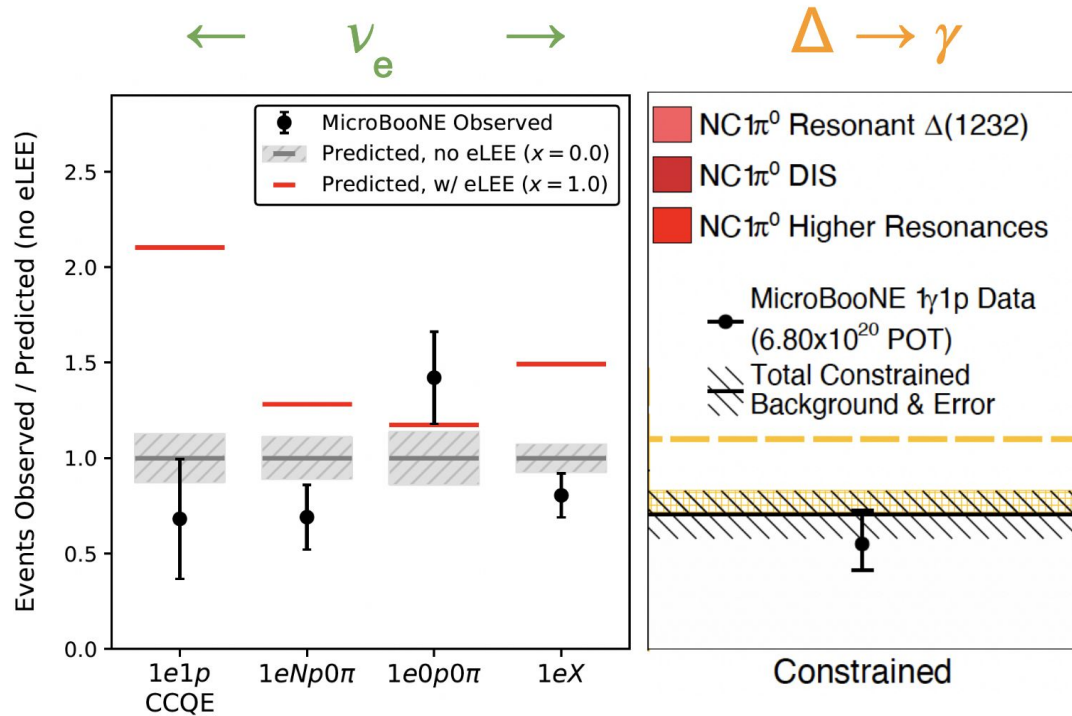 ← νe →
Δ → γ
Events Observed / Predicted (no eLEE)
2.5
2.0
1.5
1.0
0.5
0.0
MicroBooNE Observed
Predicted, no eLEE (x = 0.0)
Predicted, w/ eLEE (x = 1.0)
1e1p
CCQE
1eNp0π
1e0p0π
1eX
NC1π⁰ Resonant Δ(1232)
NC1π⁰ DIS
NC1π⁰ Higher Resonances
MicroBooNE 1γ1p Data
(6.80x10²⁰ POT)
Total Constrained
Background & Error
Constrained